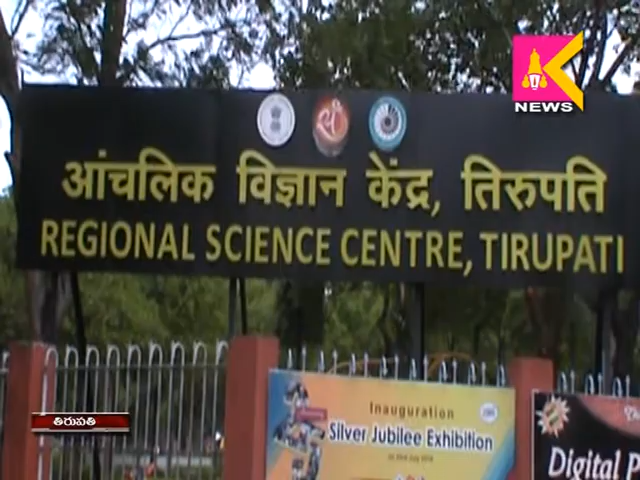 K
NEWS
आंचलिक विज्ञान केंद्र, तिरुपति
REGIONAL SCIENCE CENTRE, TIRUPATI
తిరుపతి
Inauguration
Silver Jubilee Exhibition
Digital P